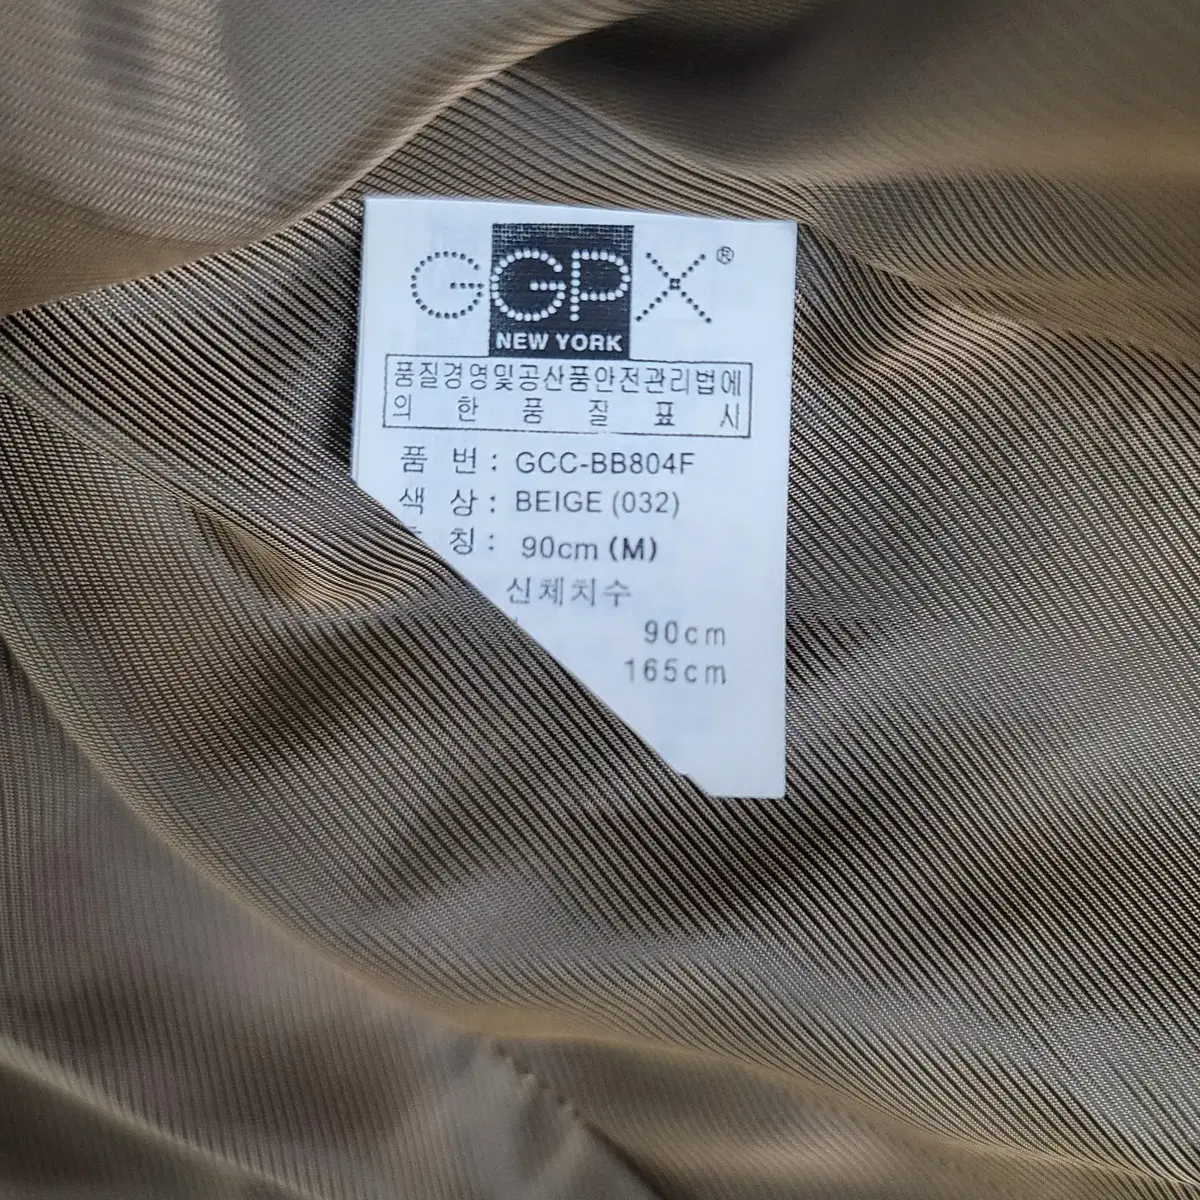 GGPX®
NEW YORK
품질경영및공산품안전관리법에
의 한 품 질 표 시
품 번 : GCC-BB804F
색 상 : BEIGE (032)
칭 : 90cm (M)
신체치수
90cm
165cm